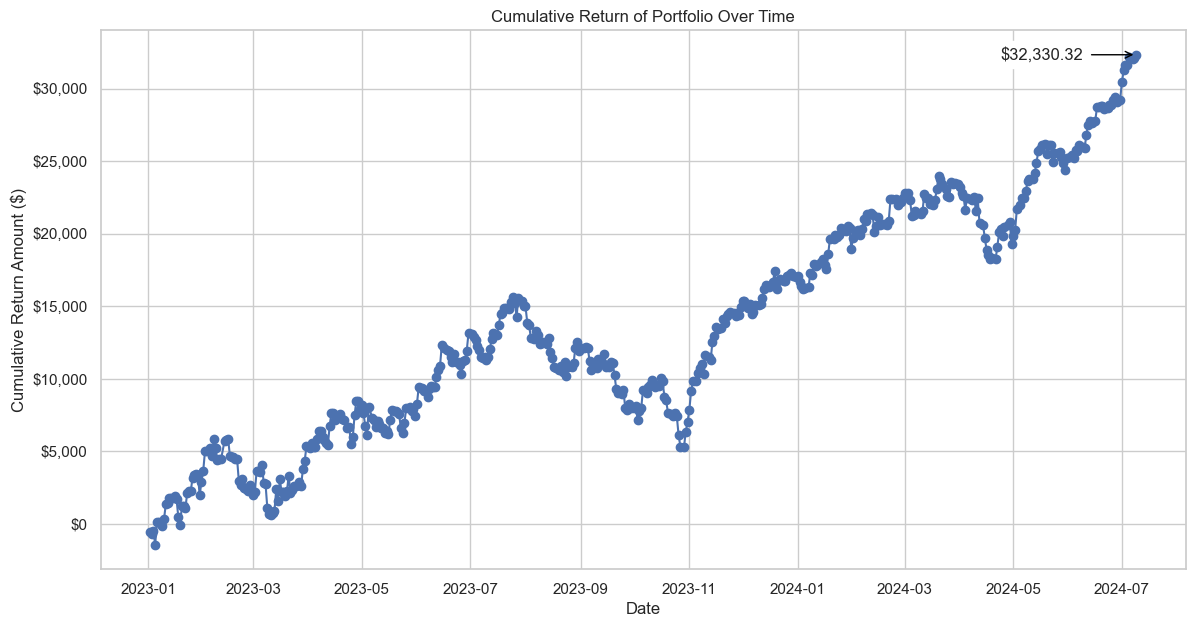 Cumulative Return of Portfolio Over Time
$32,330.32
Cumulative Return Amount ($)
$30,000
$25,000
$20,000
$15,000
$10,000
$5,000
$0
2023-01 2023-03 2023-05 2023-07 2023-09 2023-11 2024-01 2024-03 2024-05 2024-07
Date